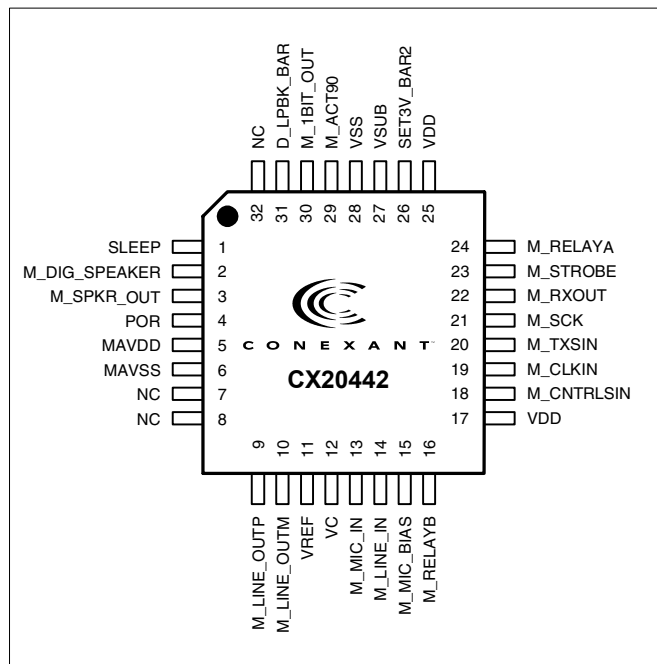 NC
D_LPBK_BAR
M_1BIT_OUT
M_ACT90
VSS
VSUB
SET3V_BAR2
VDD
32
31
30
29
28
27
26
25
SLEEP 1
M_DIG_SPEAKER 2
M_SPKR_OUT 3
POR 4
MAVDD 5
MAVSS 6
NC 7
NC 8
24 M_RELAYA
23 M_STROBE
22 M_RXOUT
21 M_SCK
20 M_TXSIN
19 M_CLKIN
18 M_CNTRLSIN
17 VDD
CONEXANT™
CX20442
9
10
11
12
13
14
15
16
M_LINE_OUTP
M_LINE_OUTM
VREF
VC
M_MIC_IN
M_LINE_IN
M_MIC_BIAS
M_RELAYB